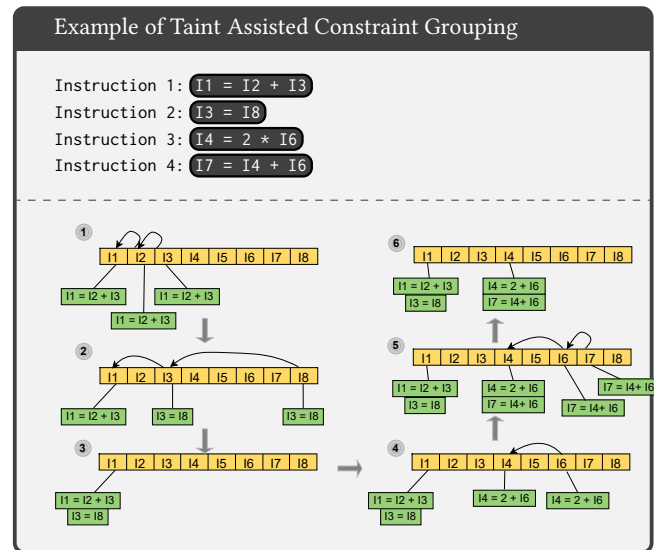 Example of Taint Assisted Constraint Grouping
Instruction 1: I1 = I2 + I3
Instruction 2: I3 = I8
Instruction 3: I4 = 2 * I6
Instruction 4: I7 = I4 + I6
1
I1 I2 I3 I4 I5 I6 I7 I8
I1 = I2 + I3
I1 = I2 + I3
I1 = I2 + I3
2
I1 I2 I3 I4 I5 I6 I7 I8
I1 = I2 + I3
I3 = I8
I3 = I8
3
I1 I2 I3 I4 I5 I6 I7 I8
I1 = I2 + I3
I3 = I8
4
I1 I2 I3 I4 I5 I6 I7 I8
I1 = I2 + I3
I3 = I8
I4 = 2 + I6
I4 = 2 + I6
5
I1 I2 I3 I4 I5 I6 I7 I8
I1 = I2 + I3
I3 = I8
I4 = 2 + I6
I7 = I4+ I6
I7 = I4+ I6
I7 = I4+ I6
6
I1 I2 I3 I4 I5 I6 I7 I8
I1 = I2 + I3
I3 = I8
I4 = 2 + I6
I7 = I4+ I6